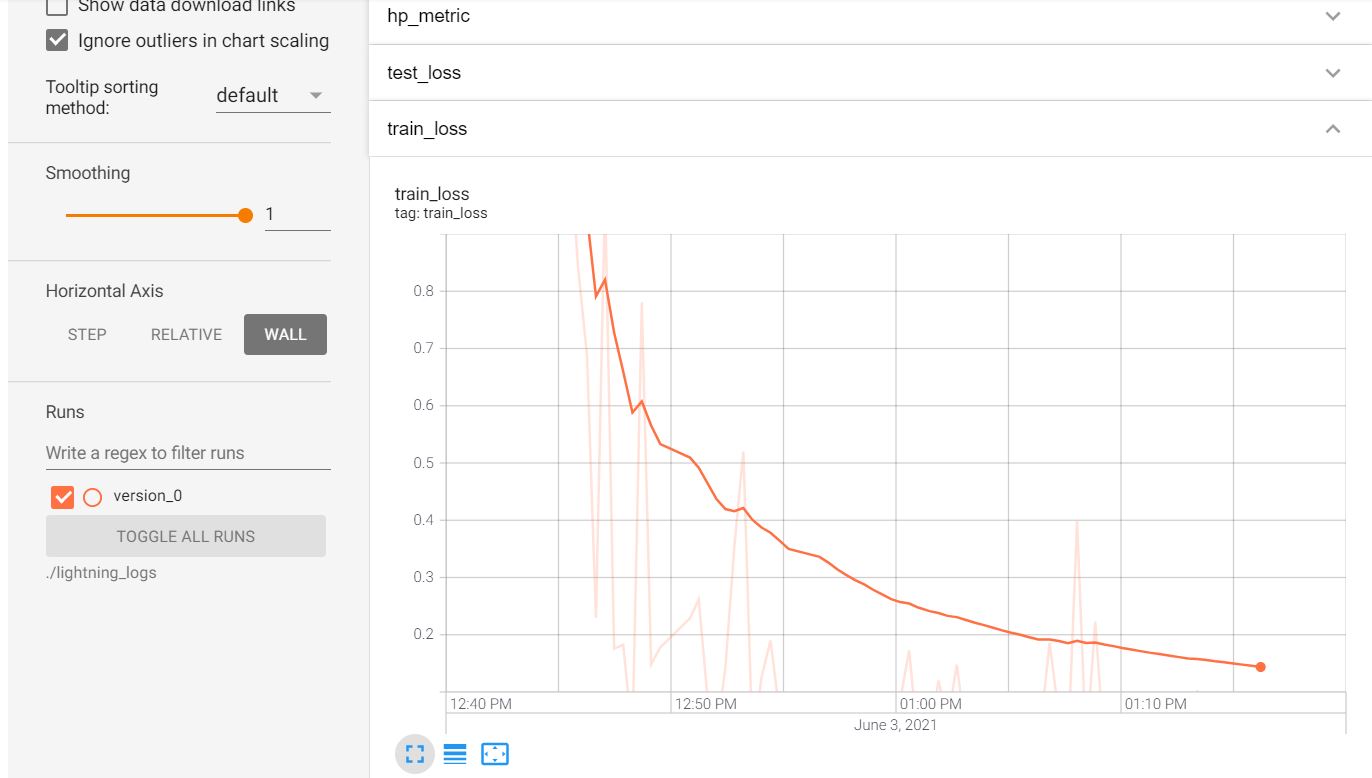 Show data download links
Ignore outliers in chart scaling
Tooltip sorting
method:
default
Smoothing
1
Horizontal Axis
STEP
RELATIVE
WALL
Runs
Write a regex to filter runs
version_0
TOGGLE ALL RUNS
./lightning_logs
hp_metric
test_loss
train_loss
train_loss
tag: train_loss
0.8
0.7
0.6
0.5
0.4
0.3
0.2
12:40 PM
12:50 PM
01:00 PM
01:10 PM
June 3, 2021